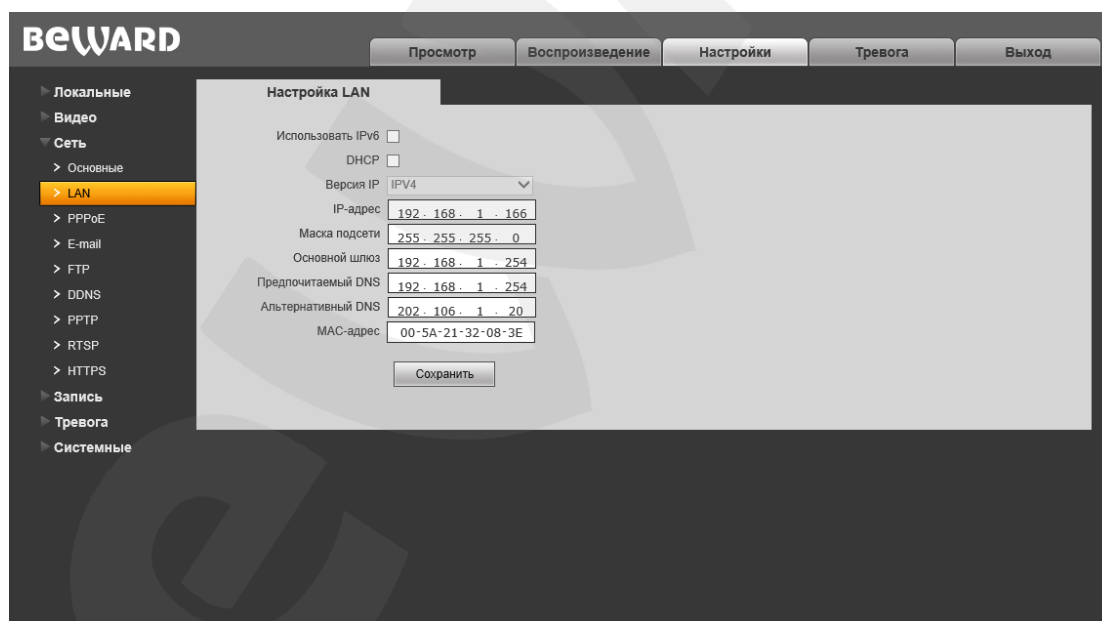 BEWARD
Просмотр Воспроизведение Настройки Тревога Выход
Локальные
Видео
Сеть
Основные
LAN
PPPoE
E-mail
FTP
DDNS
PPTP
RTSP
HTTPS
Запись
Тревога
Системные
Настройка LAN
Использовать IPv6
DHCP
Версия IP IPV4
IP-адрес 192 . 168 . 1 . 166
Маска подсети 255 . 255 . 255 . 0
Основной шлюз 192 . 168 . 1 . 254
Предпочитаемый DNS 192 . 168 . 1 . 254
Альтернативный DNS 202 . 106 . 1 . 20
MAC-адрес 00-5A-21-32-08-3E
Сохранить